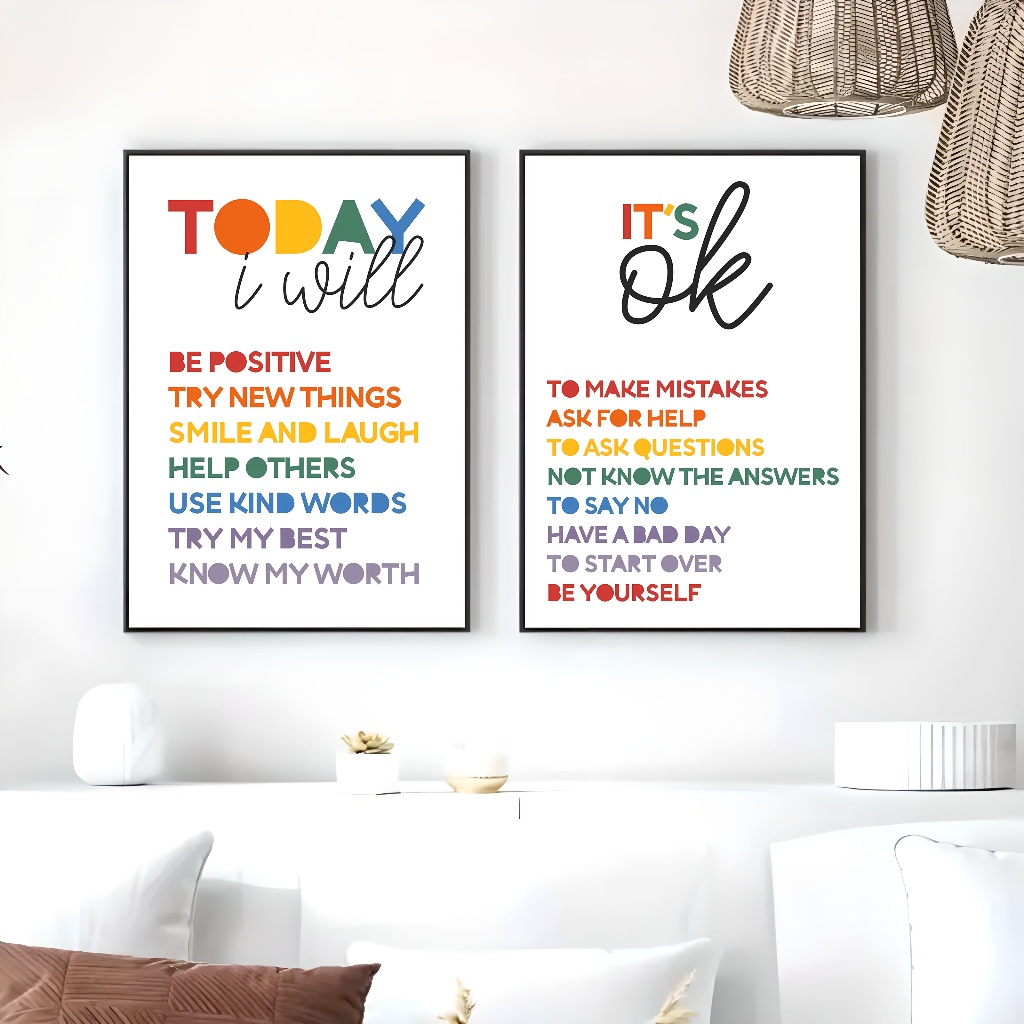 TODAY
i will
BE POSITIVE
TRY NEW THINGS
SMILE AND LAUGH
HELP OTHERS
USE KIND WORDS
TRY MY BEST
KNOW MY WORTH
IT'S
ok
TO MAKE MISTAKES
ASK FOR HELP
TO ASK QUESTIONS
NOT KNOW THE ANSWERS
TO SAY NO
HAVE A BAD DAY
TO START OVER
BE YOURSELF